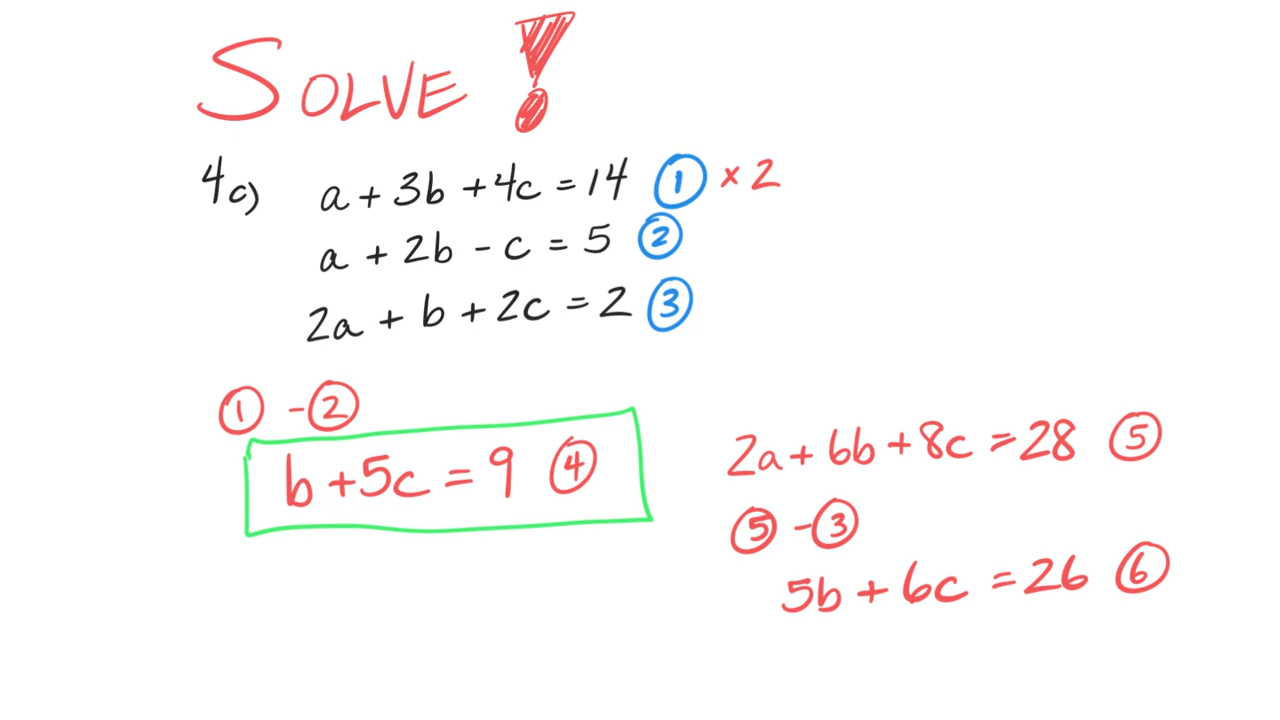 SOLVE!
4c) a + 3b + 4c = 14 ① × 2
a + 2b - c = 5 ②
2a + b + 2c = 2 ③
① - ②
b + 5c = 9 ④
2a + 6b + 8c = 28 ⑤
⑤ - ③
5b + 6c = 26 ⑥